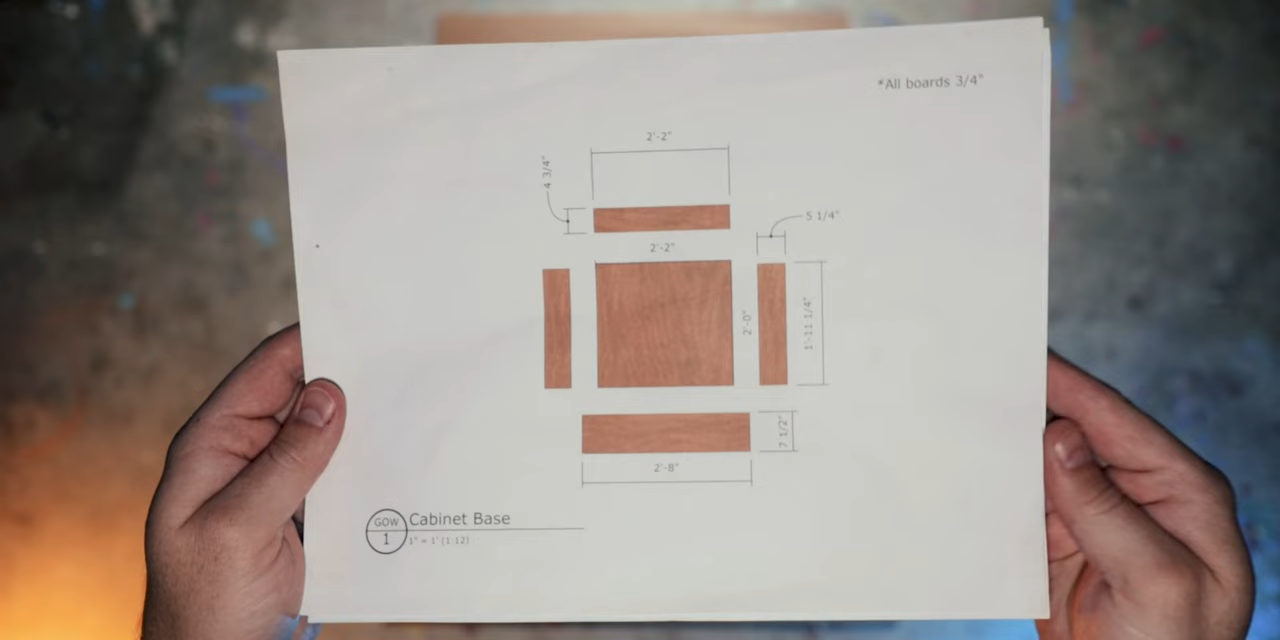 *All boards 3/4"
2'-2"
4 3/4"
5 1/4"
2'-2"
2'-0"
1'-11 1/4"
7 1/2"
2'-8"
GOW
1
Cabinet Base
1" = 1' (1:12)